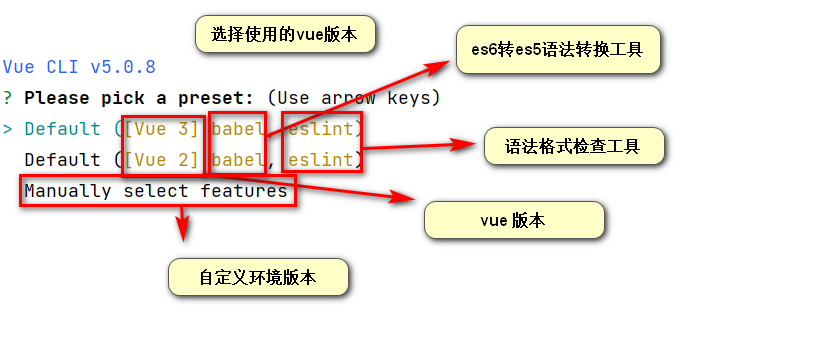 选择使用的vue版本
es6转es5语法转换工具
Vue CLI v5.0.8
? Please pick a preset: (Use arrow keys)
> Default ([Vue 3] babel, eslint)
Default ([Vue 2] babel, eslint)
语法格式检查工具
Manually select features
vue 版本
自定义环境版本